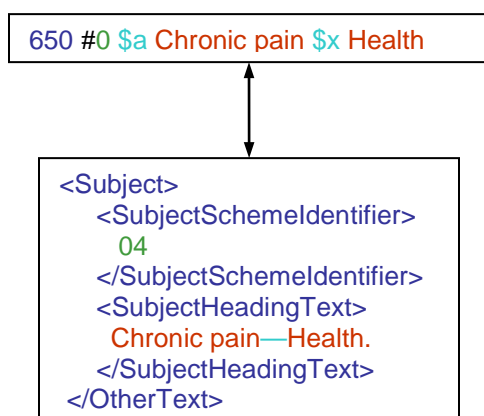 650 #0 $a Chronic pain $x Health
<Subject>
<SubjectSchemeIdentifier>
04
</SubjectSchemeIdentifier>
<SubjectHeadingText>
Chronic pain—Health.
</SubjectHeadingText>
</OtherText>